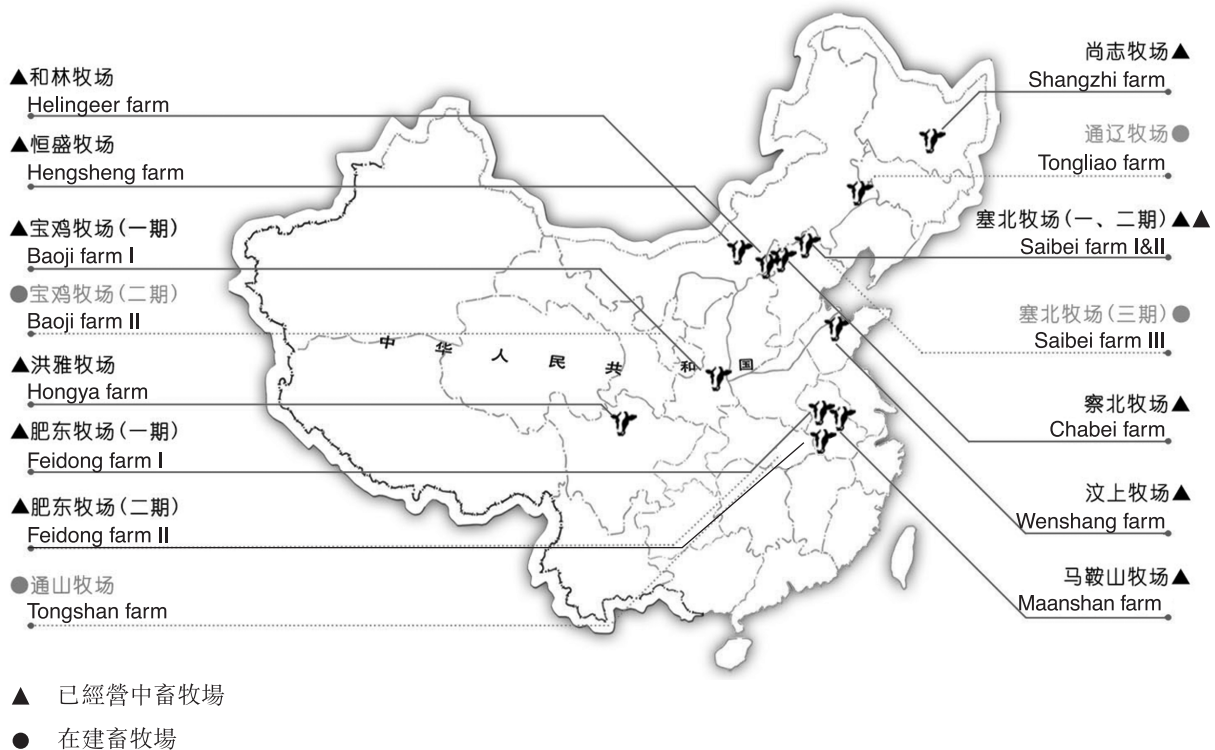 ▲和林牧场
Helingeer farm
▲恒盛牧场
Hengsheng farm
▲宝鸡牧场(一期)
Baoji farm I
●宝鸡牧场(二期)
Baoji farm II
▲洪雅牧场
Hongya farm
▲肥东牧场(一期)
Feidong farm I
▲肥东牧场(二期)
Feidong farm II
●通山牧场
Tongshan farm
中华人民共和国
尚志牧场▲
Shangzhi farm
通辽牧场●
Tongliao farm
塞北牧场(一、二期)▲▲
Saibei farm I&II
塞北牧场(三期)●
Saibei farm III
察北牧场▲
Chabei farm
汶上牧场▲
Wenshang farm
马鞍山牧场▲
Maanshan farm
▲ 已經營中畜牧場
● 在建畜牧場